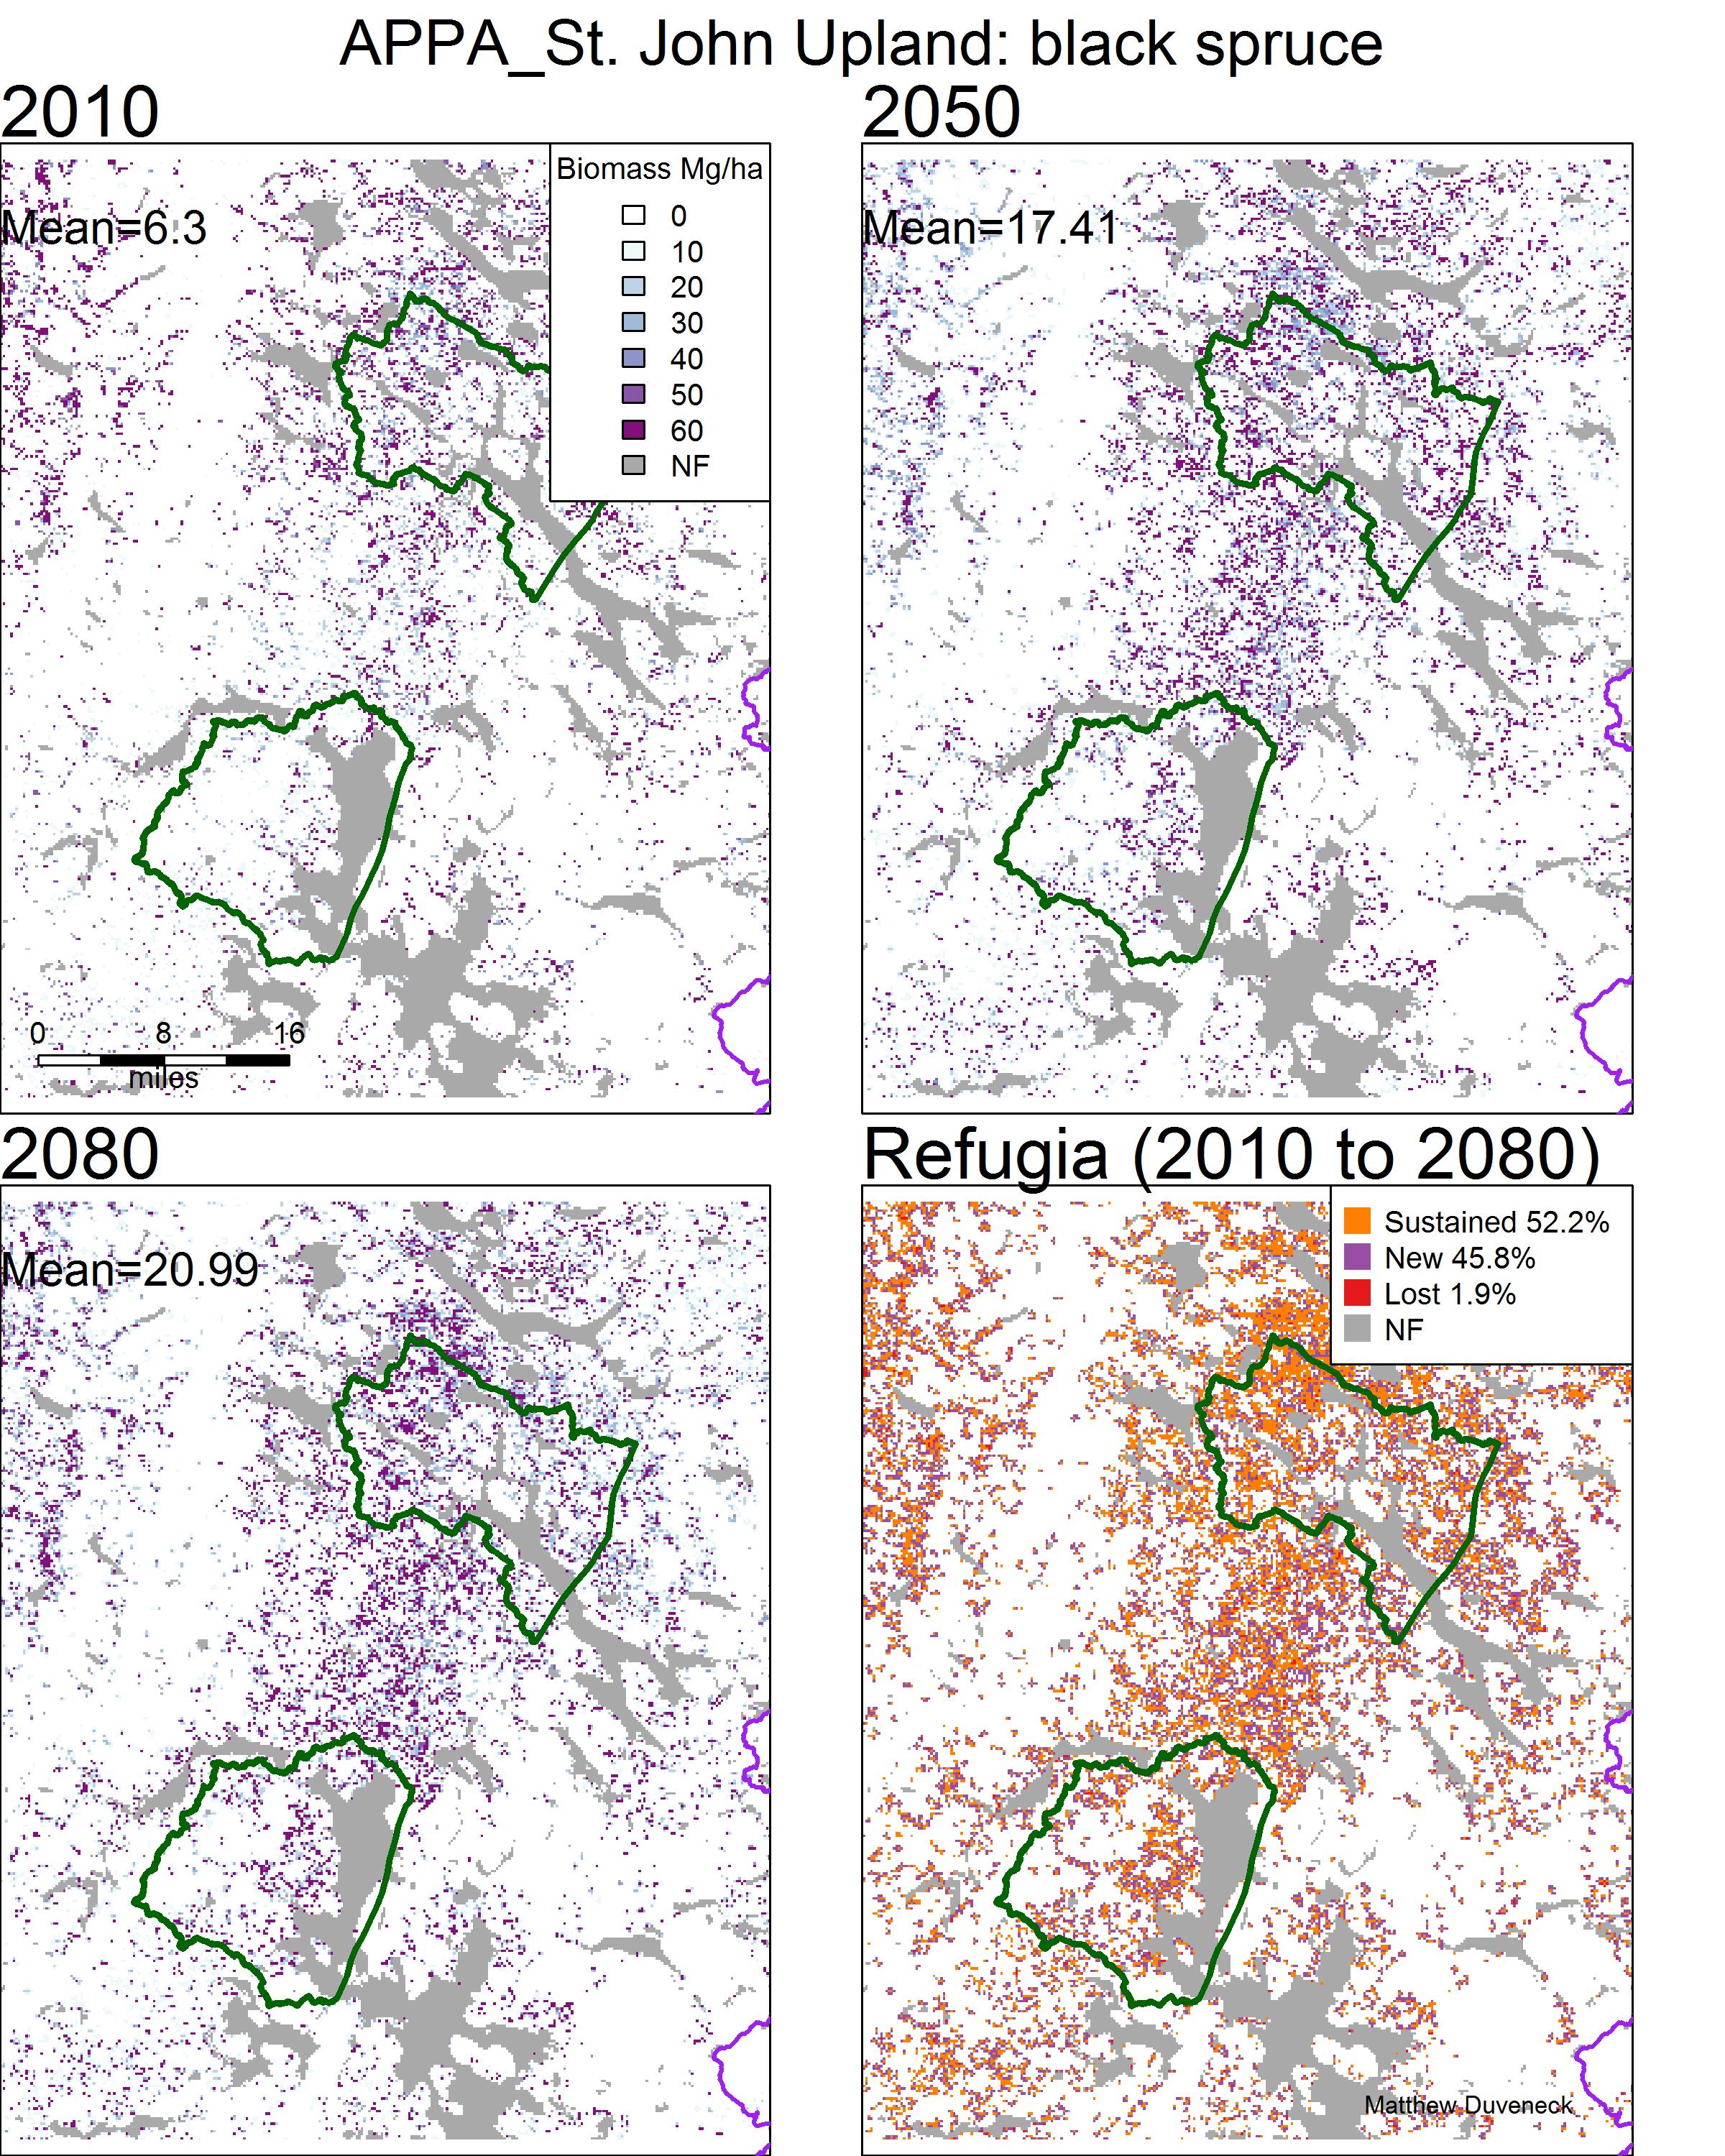 APPA_St. John Upland: black spruce
2010
2050
Biomass Mg/ha
0
10
20
30
40
50
60
NF
Mean=6.3
Mean=17.41
0 8 16
miles
2080
Refugia (2010 to 2080)
Mean=20.99
Sustained 52.2%
New 45.8%
Lost 1.9%
NF
Matthew Duveneck